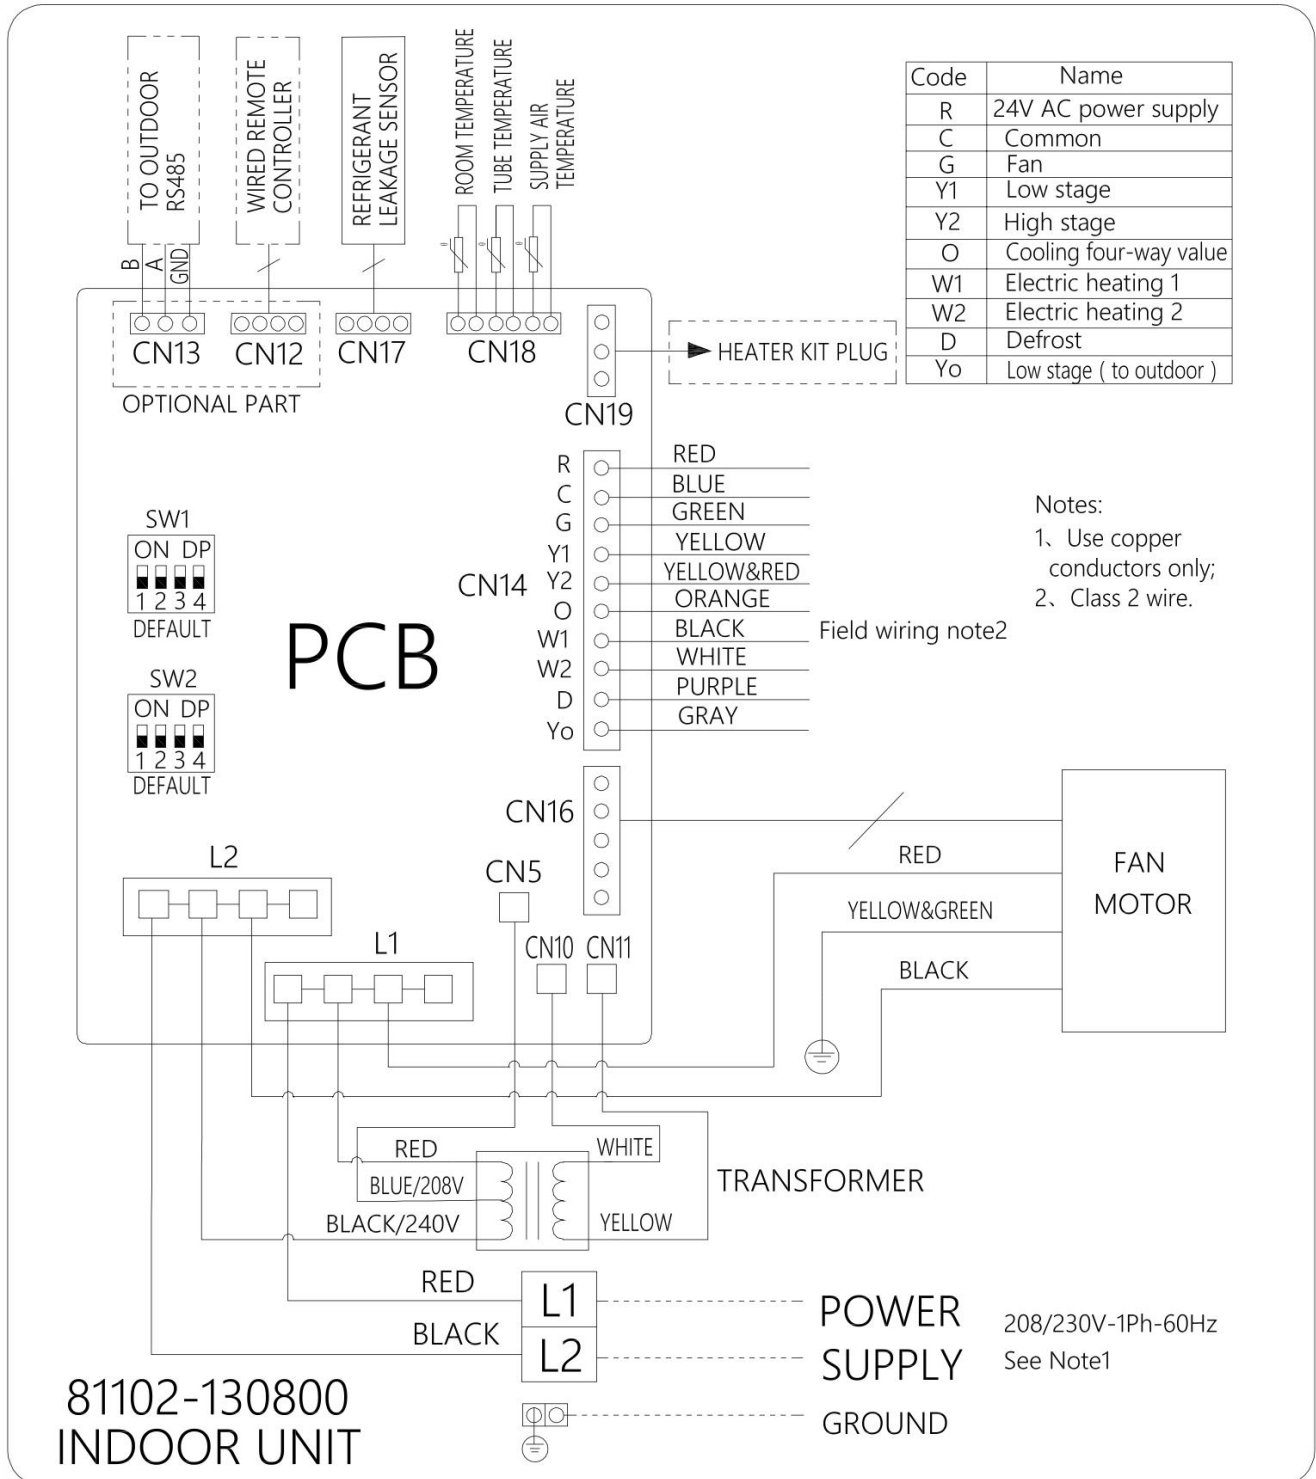 TO OUTDOOR
RS485
WIRED REMOTE
CONTROLLER
REFRIGERANT
LEAKAGE SENSOR
ROOM TEMPERATURE
TUBE TEMPERATURE
SUPPLY AIR
TEMPERATURE
B
A
GND
θ
θ
θ
CN13
CN12
CN17
CN18
OPTIONAL PART
CN19
HEATER KIT PLUG
Code Name
R 24V AC power supply
C Common
G Fan
Y1 Low stage
Y2 High stage
O Cooling four-way value
W1 Electric heating 1
W2 Electric heating 2
D Defrost
Yo Low stage ( to outdoor )
Notes:
1、Use copper
conductors only;
2、Class 2 wire.
SW1
ON DP
1 2 3 4
DEFAULT
SW2
ON DP
1 2 3 4
DEFAULT
PCB
CN14
R RED
C BLUE
G GREEN
Y1 YELLOW
Y2 YELLOW&RED
O ORANGE
W1 BLACK
W2 WHITE
D PURPLE
Yo GRAY
Field wiring note2
CN16
CN5
CN10
CN11
L2
L1
RED
YELLOW&GREEN
BLACK
FAN
MOTOR
RED
BLUE/208V
BLACK/240V
WHITE
YELLOW
TRANSFORMER
RED
BLACK
L1
L2
POWER
SUPPLY
208/230V-1Ph-60Hz
See Note1
GROUND
81102-130800
INDOOR UNIT